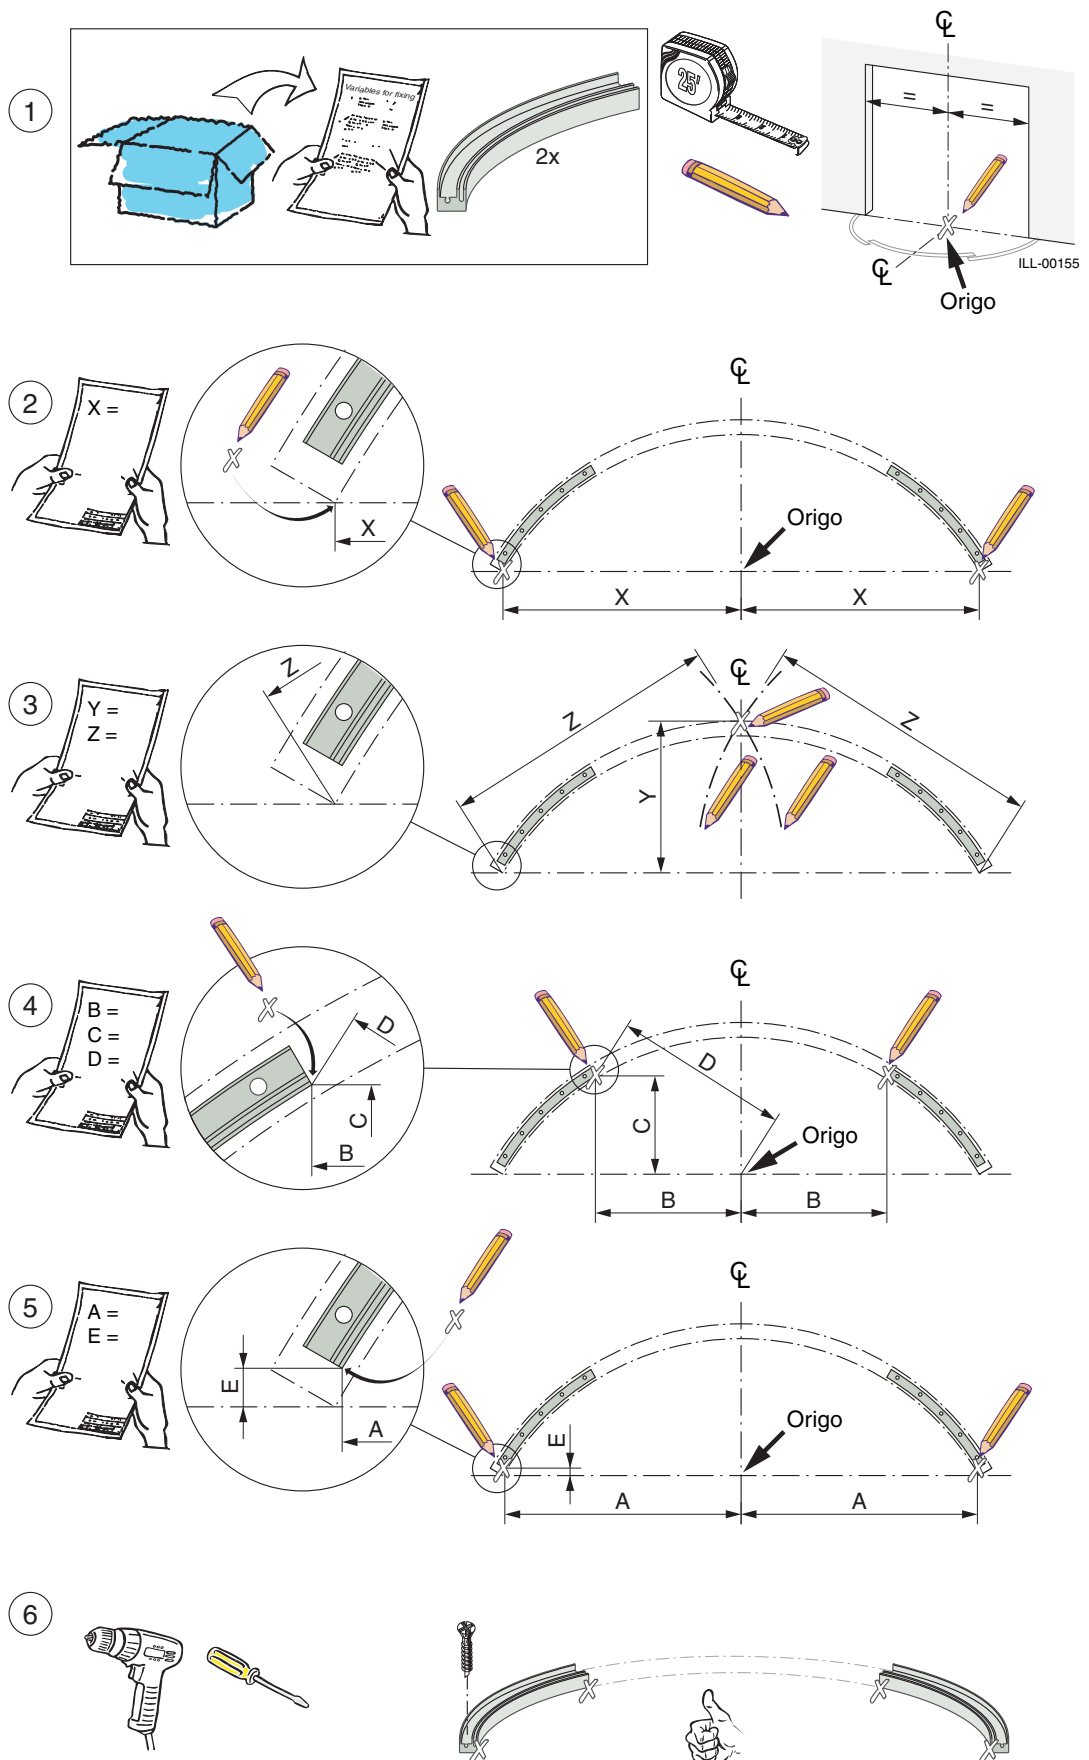 1
Variables for fixing
2x
25'
℄
=
=
℄
ILL-00155
Origo
2
X =
X
℄
Origo
X
X
3
Y =
Z =
Z
℄
Z
Z
Y
4
B =
C =
D =
D
C
B
℄
D
C
Origo
B
B
5
A =
E =
E
A
℄
E
Origo
A
A
6